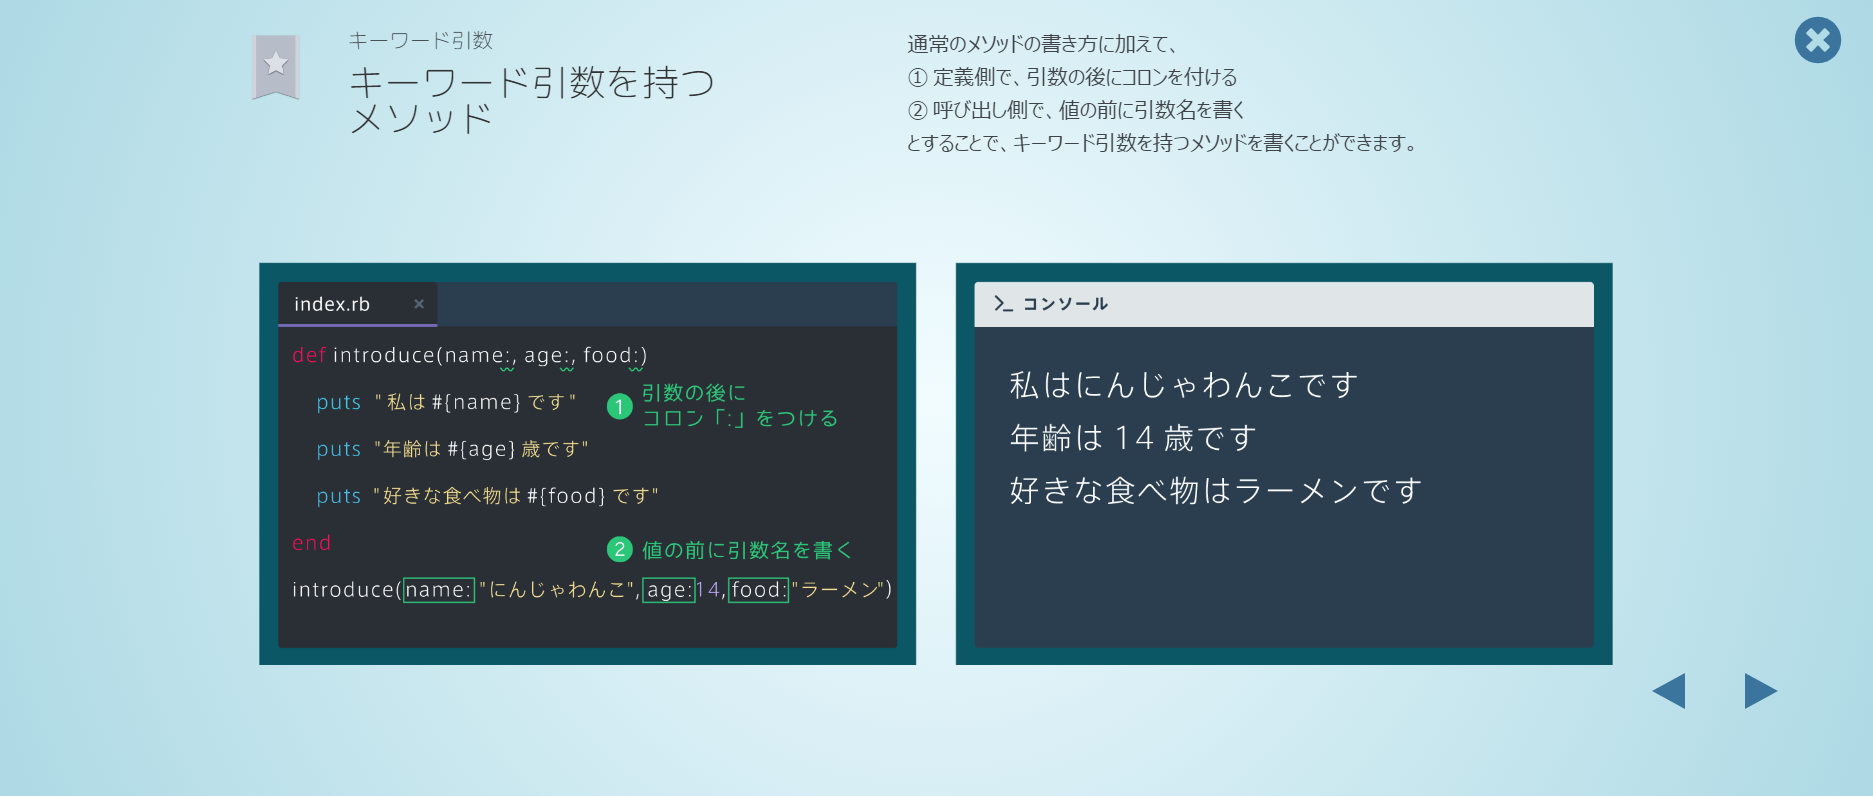 キーワード引数
キーワード引数を持つ
メソッド
通常のメソッドの書き方に加えて、
① 定義側で、引数の後にコロンを付ける
② 呼び出し側で、値の前に引数名を書く
とすることで、キーワード引数を持つメソッドを書くことができます。
index.rb ×
def introduce(name:, age:, food:)
puts "私は #{name} です"
1 引数の後に
コロン「:」をつける
puts "年齢は #{age} 歳です"
puts "好きな食べ物は #{food} です"
end
2 値の前に引数名を書く
introduce(name: "にんじゃわんこ", age:14, food:"ラーメン")
>_ コンソール
私はにんじゃわんこです
年齢は 14 歳です
好きな食べ物はラーメンです